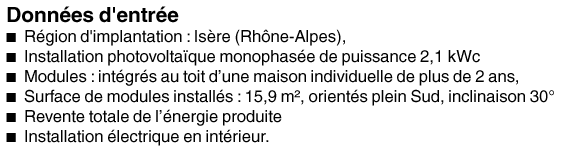 Données d'entrée
■ Région d'implantation : Isère (Rhône-Alpes),
■ Installation photovoltaïque monophasée de puissance 2,1 kWc
■ Modules : intégrés au toit d’une maison individuelle de plus de 2 ans,
■ Surface de modules installés : 15,9 m², orientés plein Sud, inclinaison 30°
■ Revente totale de l’énergie produite
■ Installation électrique en intérieur.